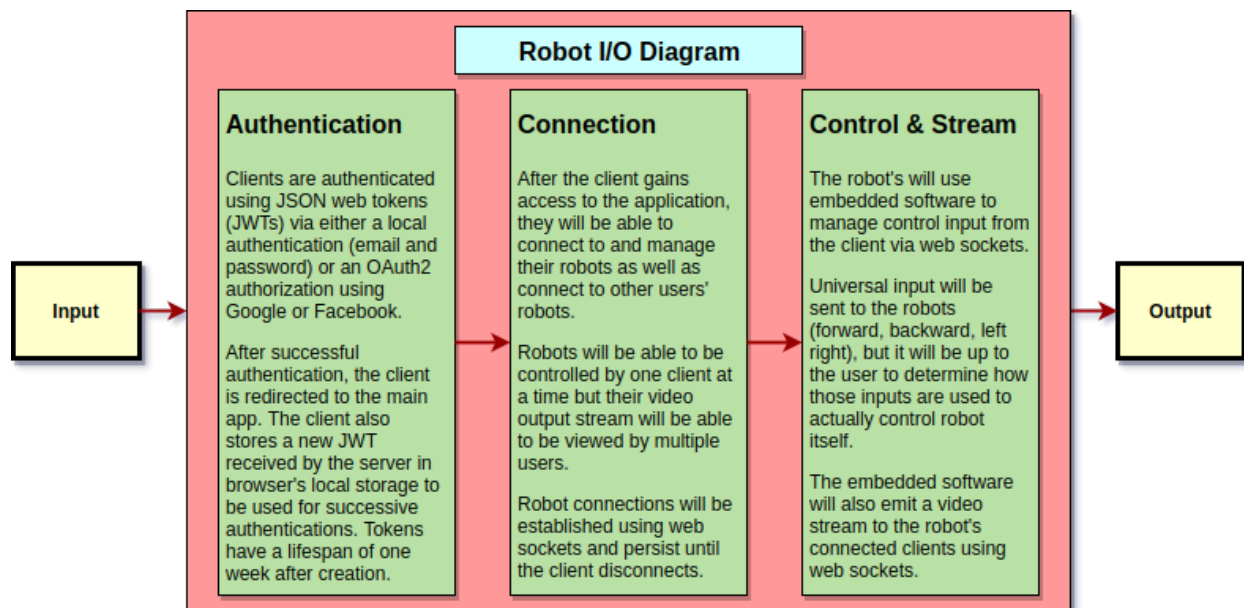 Robot I/O Diagram
Input
Authentication
Clients are authenticated
using JSON web tokens
(JWTs) via either a local
authentication (email and
password) or an OAuth2
authorization using
Google or Facebook.
After successful
authentication, the client
is redirected to the main
app. The client also
stores a new JWT
received by the server in
browser's local storage to
be used for successive
authentications. Tokens
have a lifespan of one
week after creation.
Connection
After the client gains
access to the application,
they will be able to
connect to and manage
their robots as well as
connect to other users'
robots.
Robots will be able to be
controlled by one client at
a time but their video
output stream will be able
to be viewed by multiple
users.
Robot connections will be
established using web
sockets and persist until
the client disconnects.
Control & Stream
The robot's will use
embedded software to
manage control input from
the client via web sockets.
Universal input will be
sent to the robots
(forward, backward, left
right), but it will be up to
the user to determine how
those inputs are used to
actually control robot
itself.
The embedded software
will also emit a video
stream to the robot's
connected clients using
web sockets.
Output